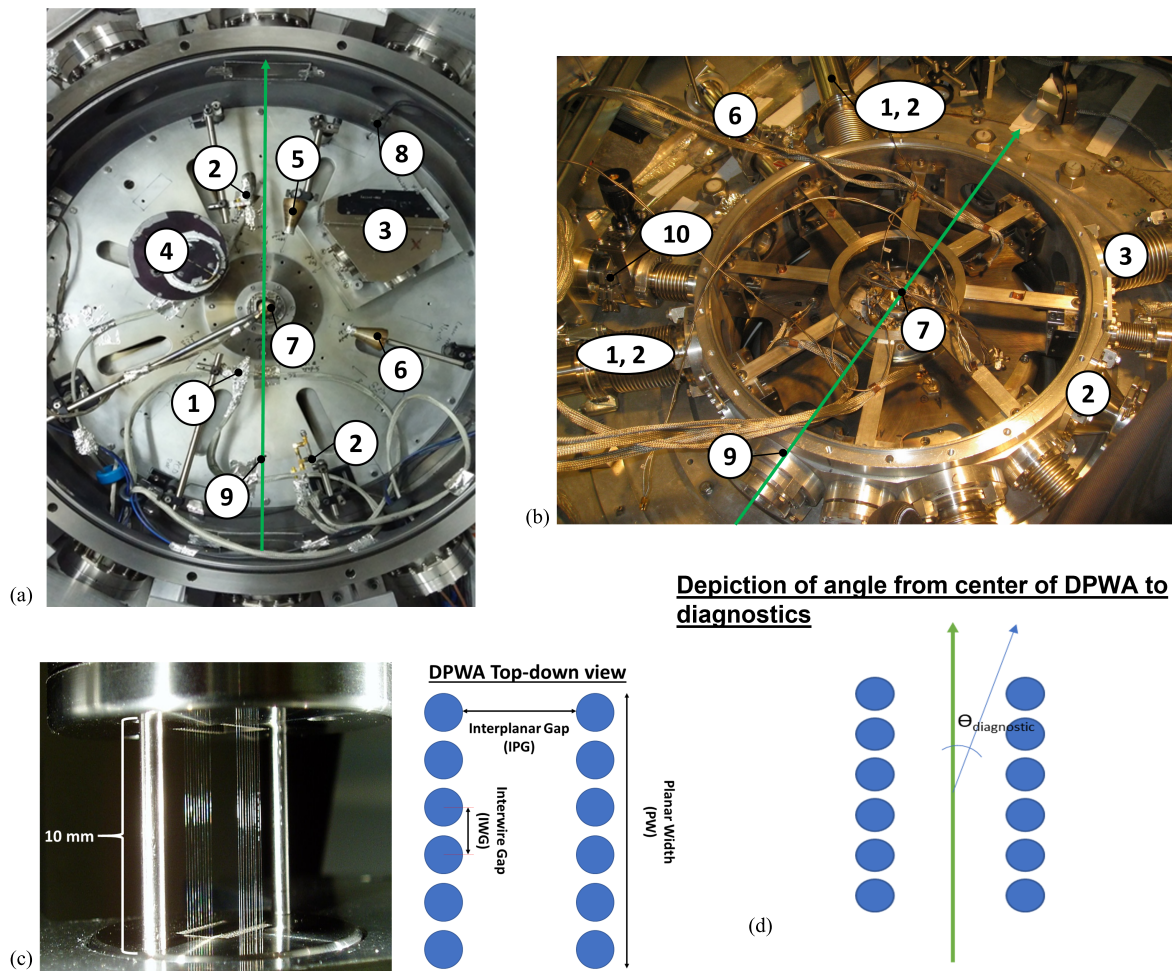 2
5
8
3
4
7
6
1
2
9
(a)
1, 2
6
10
3
7
1, 2
2
9
(b)
Depiction of angle from center of DPWA to
diagnostics
DPWA Top-down view
Interplanar Gap
(IPG)
Interwire Gap
(IWG)
Planar Width
(PW)
10 mm
(c)
Ɵdiagnostic
(d)